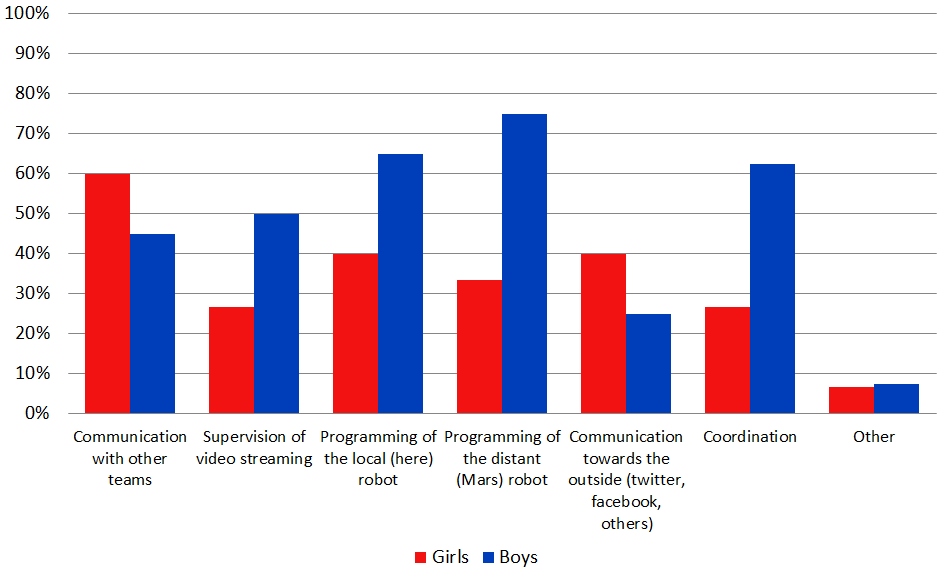 100%
90%
80%
70%
60%
50%
40%
30%
20%
10%
0%
Communication
with other
teams
Supervision of
video streaming
Programming of
the local (here)
robot
Programming of
the distant
(Mars) robot
Communication
towards the
outside (twitter,
facebook,
others)
Coordination
Other
Girls
Boys